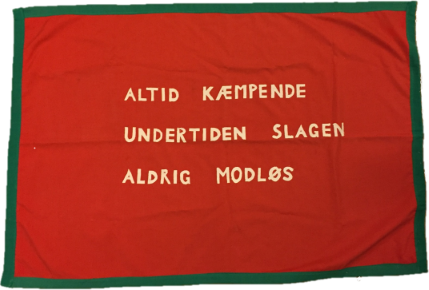 ALTID KÆMPENDE
UNDERTIDEN SLAGEN
ALDRIG MODLØS